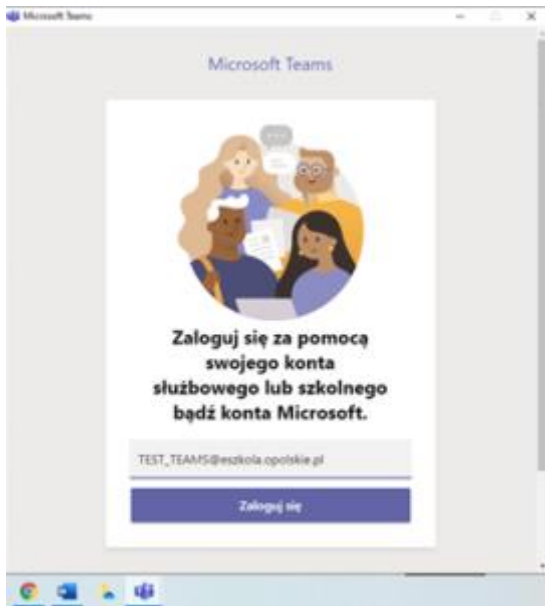 Microsoft Teams
Microsoft Teams
Zaloguj się za pomocą
swojego konta
służbowego lub szkolnego
bądź konta Microsoft.
TEST_TEAMS@eszkola.opolskie.pl
Zaloguj się